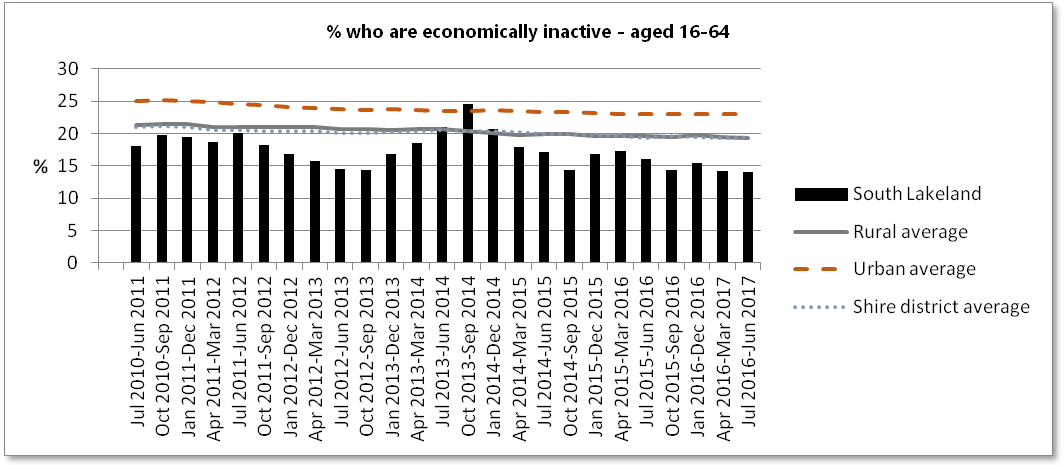 % who are economically inactive - aged 16-64
30
25
20
15
10
5
0
%
Jul 2010-Jun 2011
Oct 2010-Sep 2011
Jan 2011-Dec 2011
Apr 2011-Mar 2012
Jul 2011-Jun 2012
Oct 2011-Sep 2012
Jan 2012-Dec 2012
Apr 2012-Mar 2013
Jul 2012-Jun 2013
Oct 2012-Sep 2013
Jan 2013-Dec 2013
Apr 2013-Mar 2014
Jul 2013-Jun 2014
Oct 2013-Sep 2014
Jan 2014-Dec 2014
Apr 2014-Mar 2015
Jul 2014-Jun 2015
Oct 2014-Sep 2015
Jan 2015-Dec 2015
Apr 2015-Mar 2016
Jul 2015-Jun 2016
Oct 2015-Sep 2016
Jan 2016-Dec 2016
Apr 2016-Mar 2017
Jul 2016-Jun 2017
South Lakeland
Rural average
Urban average
Shire district average